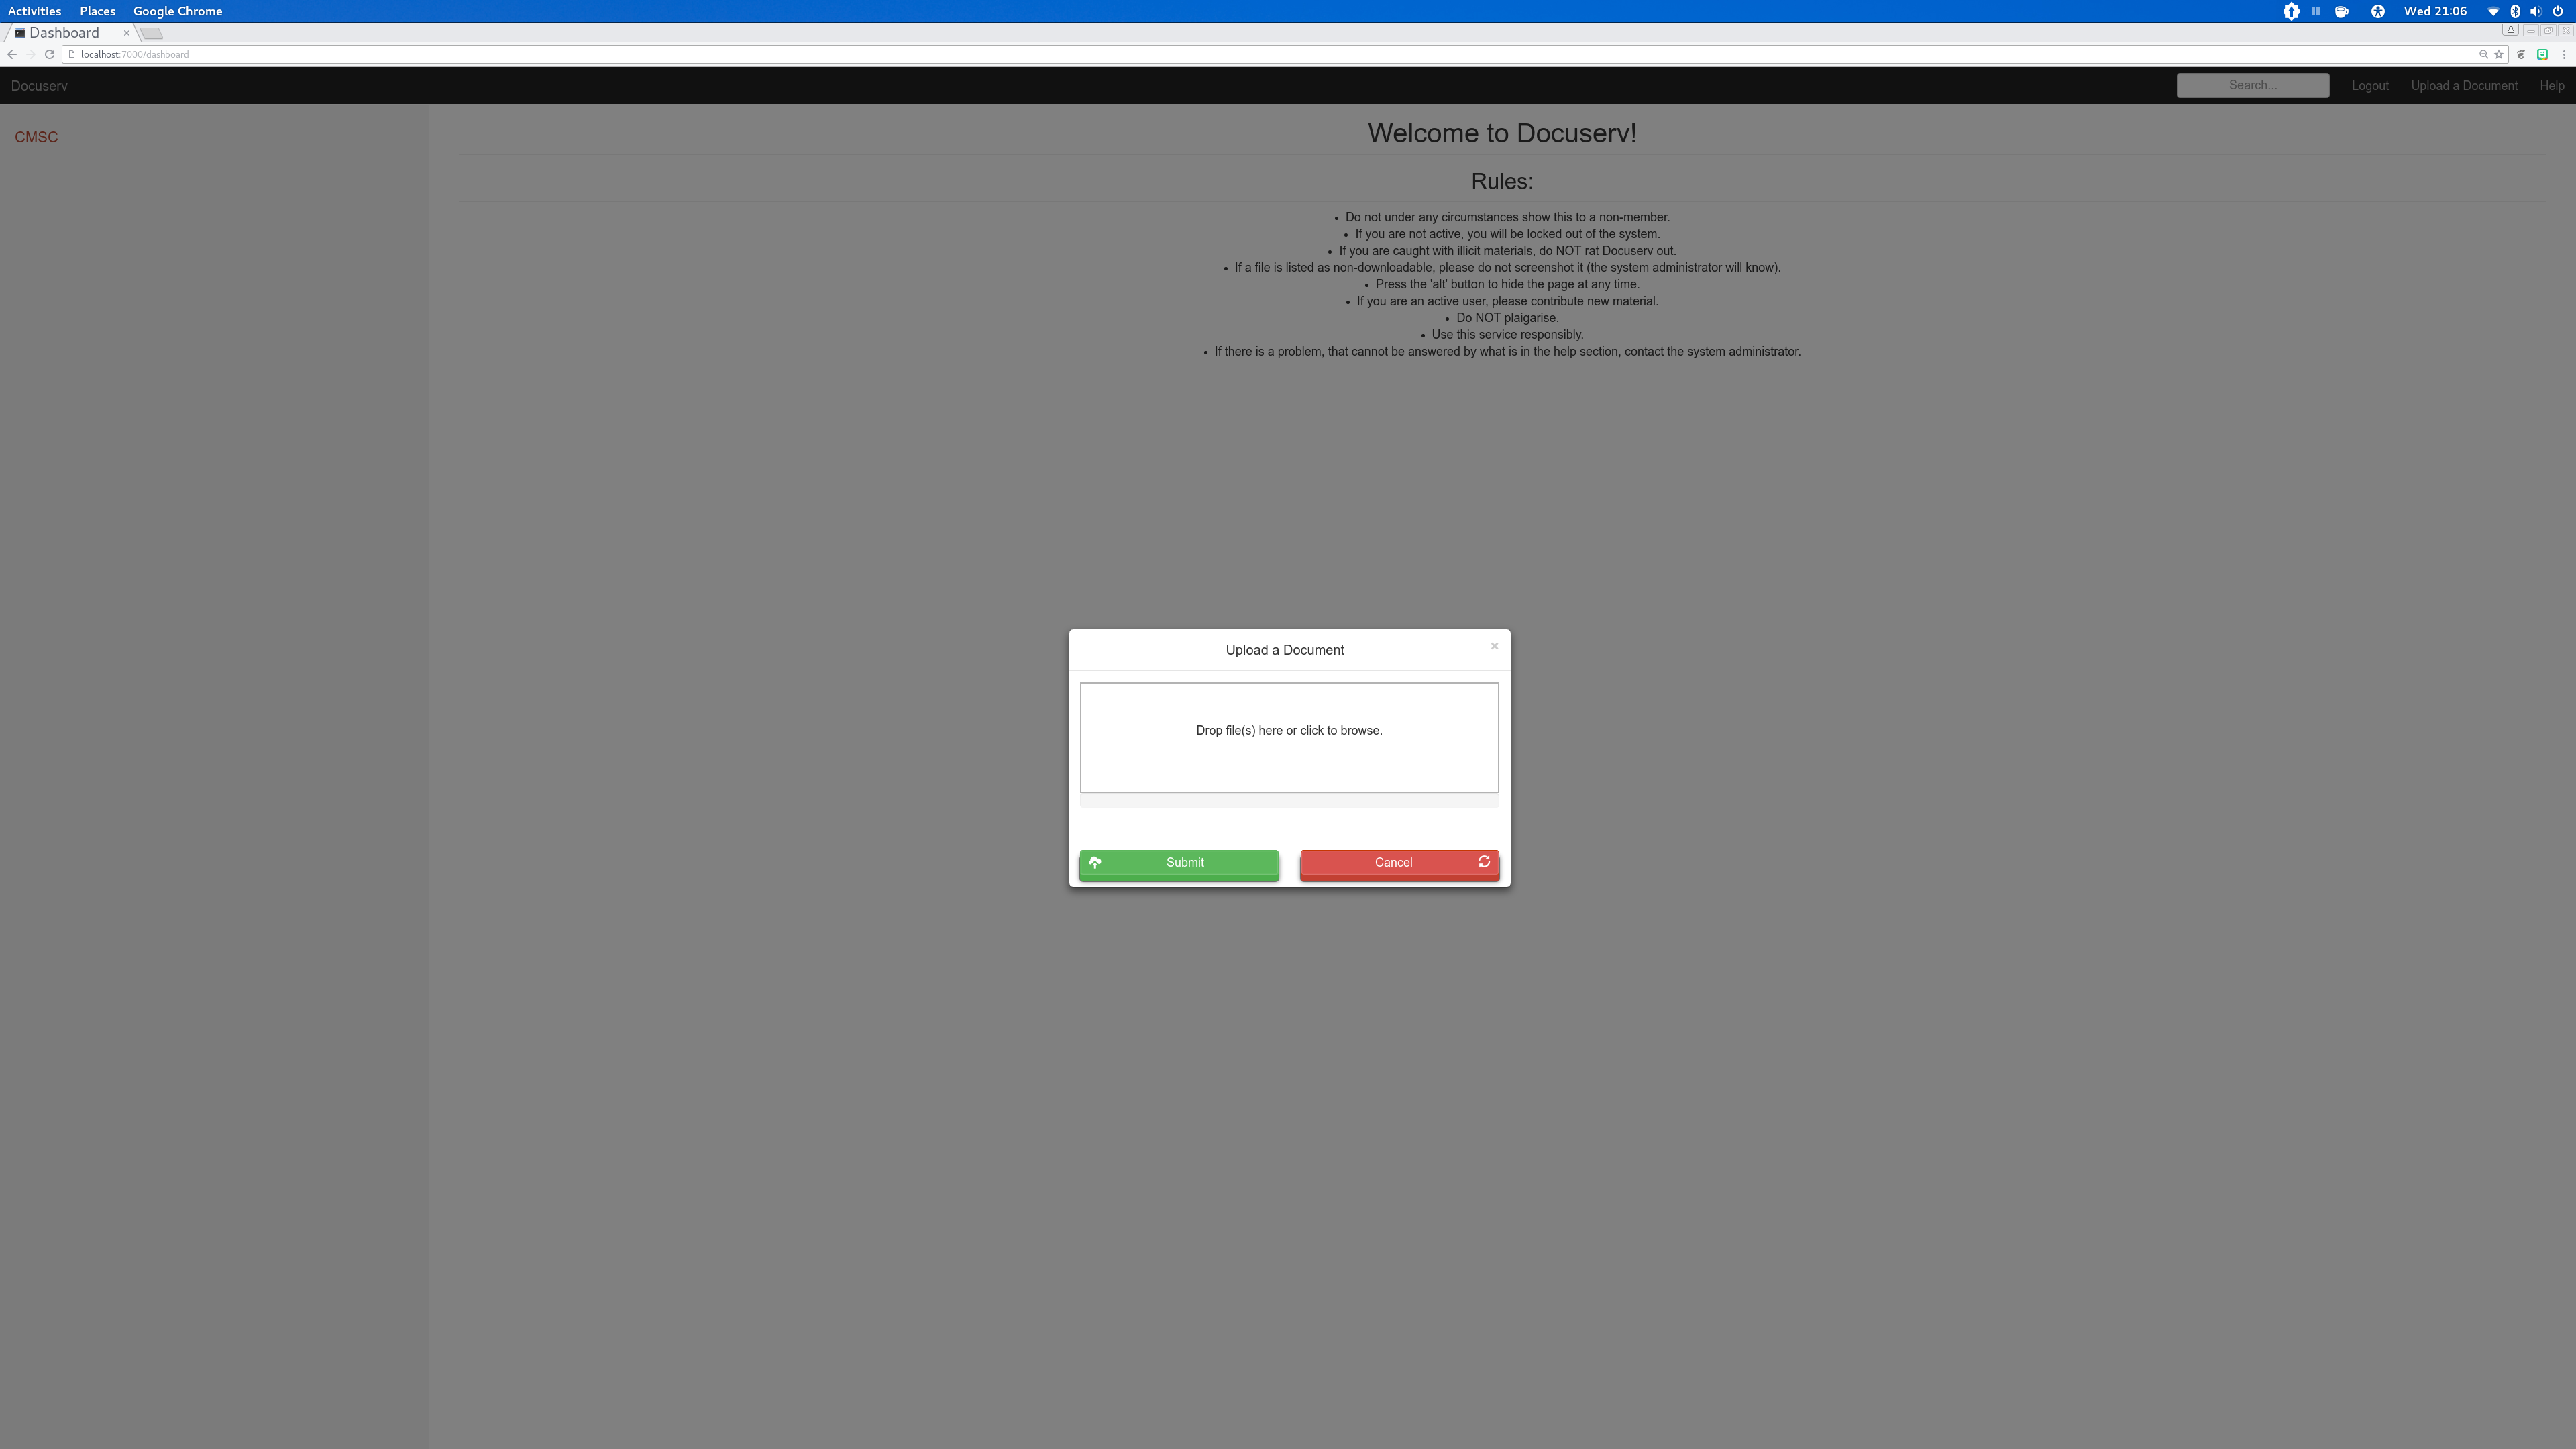 Activities Places Google Chrome Wed 21:06
Dashboard
localhost:7000/dashboard
Docuserv Search... Logout Upload a Document Help
CMSC
Welcome to Docuserv!
Rules:
• Do not under any circumstances show this to a non-member.
• If you are not active, you will be locked out of the system.
• If you are caught with illicit materials, do NOT rat Docuserv out.
• If a file is listed as non-downloadable, please do not screenshot it (the system administrator will know).
• Press the 'alt' button to hide the page at any time.
• If you are an active user, please contribute new material.
• Do NOT plaigarise.
• Use this service responsibly.
• If there is a problem, that cannot be answered by what is in the help section, contact the system administrator.
Upload a Document ×
Drop file(s) here or click to browse.
Submit Cancel